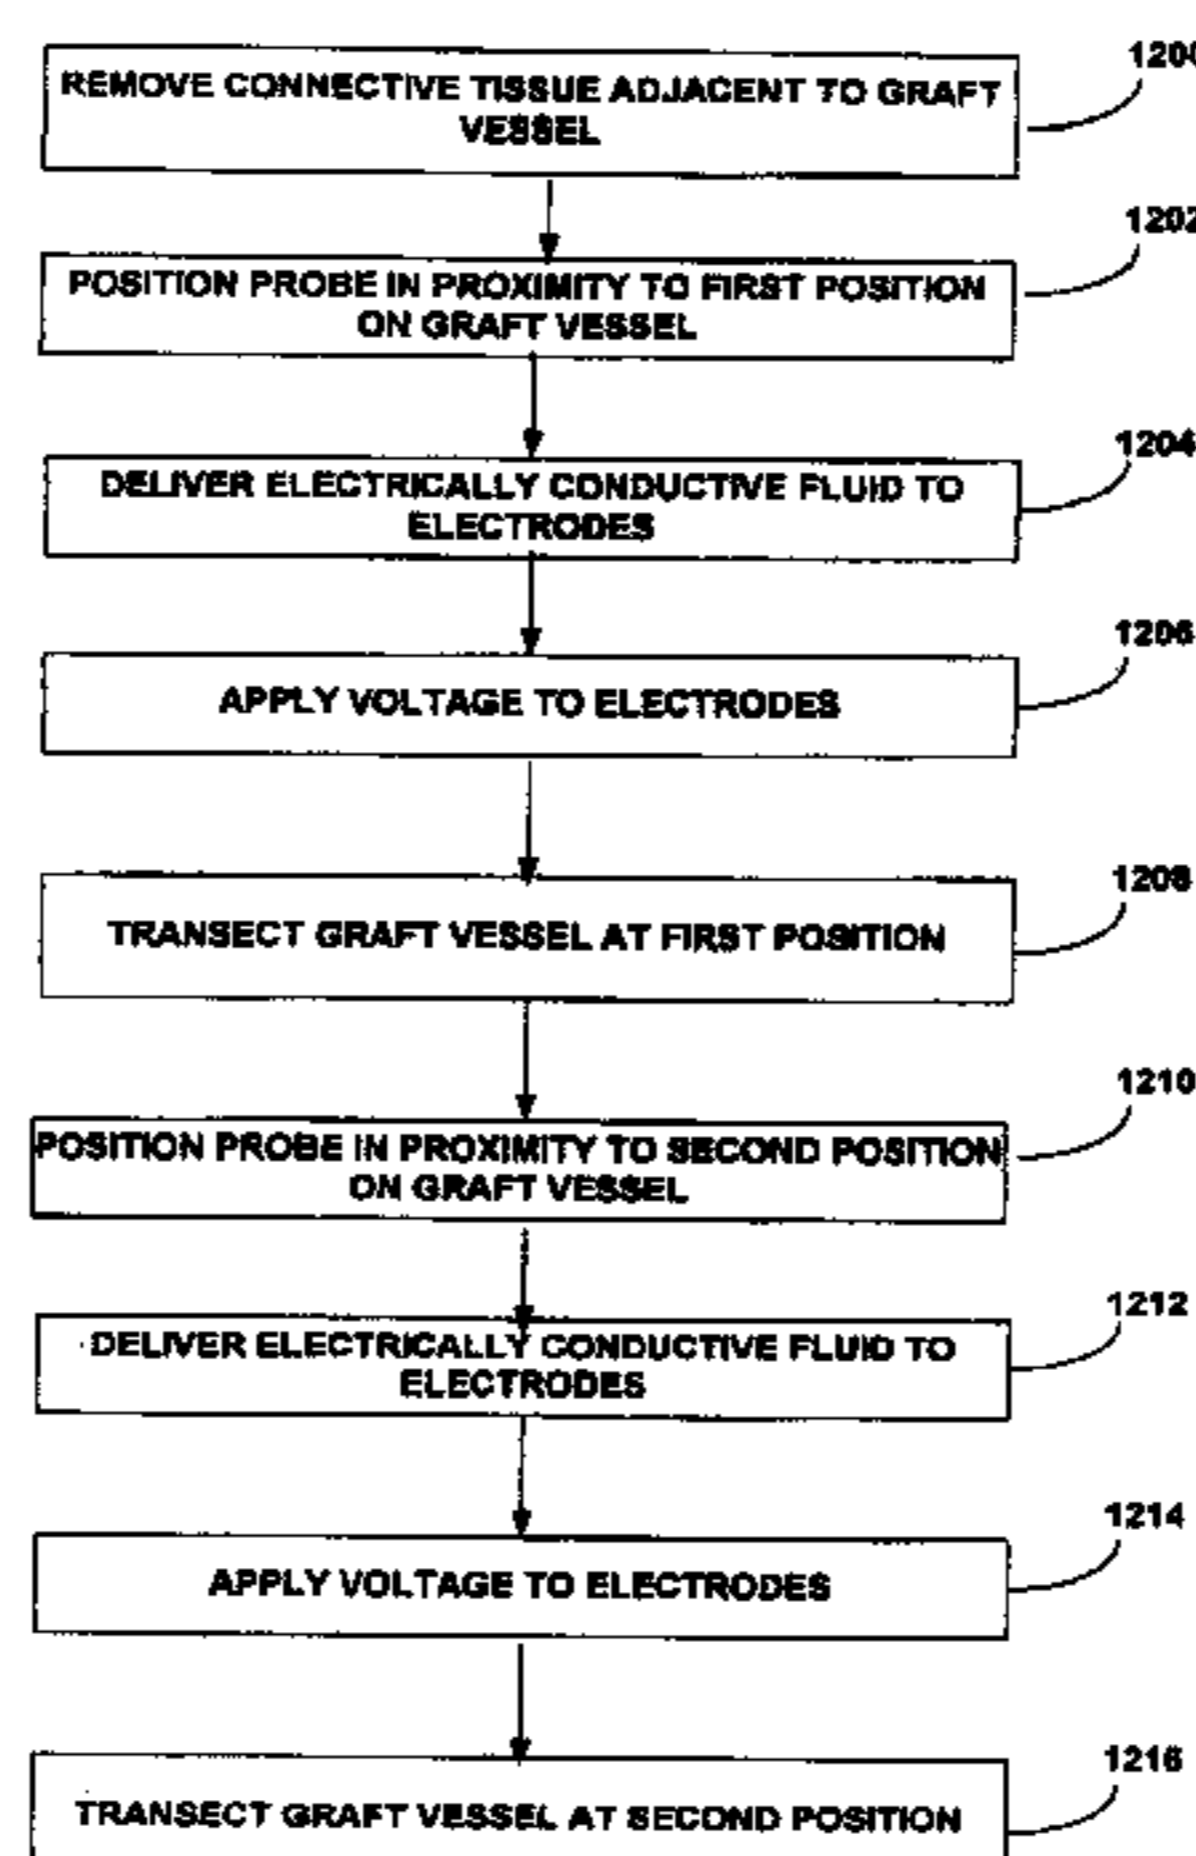 1200
REMOVE CONNECTIVE TISSUE ADJACENT TO GRAFT
VESSEL
1202
POSITION PROBE IN PROXIMITY TO FIRST POSITION
ON GRAFT VESSEL
1204
DELIVER ELECTRICALLY CONDUCTIVE FLUID TO
ELECTRODES
1206
APPLY VOLTAGE TO ELECTRODES
1208
TRANSECT GRAFT VESSEL AT FIRST POSITION
1210
POSITION PROBE IN PROXIMITY TO SECOND POSITION
ON GRAFT VESSEL
1212
DELIVER ELECTRICALLY CONDUCTIVE FLUID TO
ELECTRODES
1214
APPLY VOLTAGE TO ELECTRODES
1216
TRANSECT GRAFT VESSEL AT SECOND POSITION